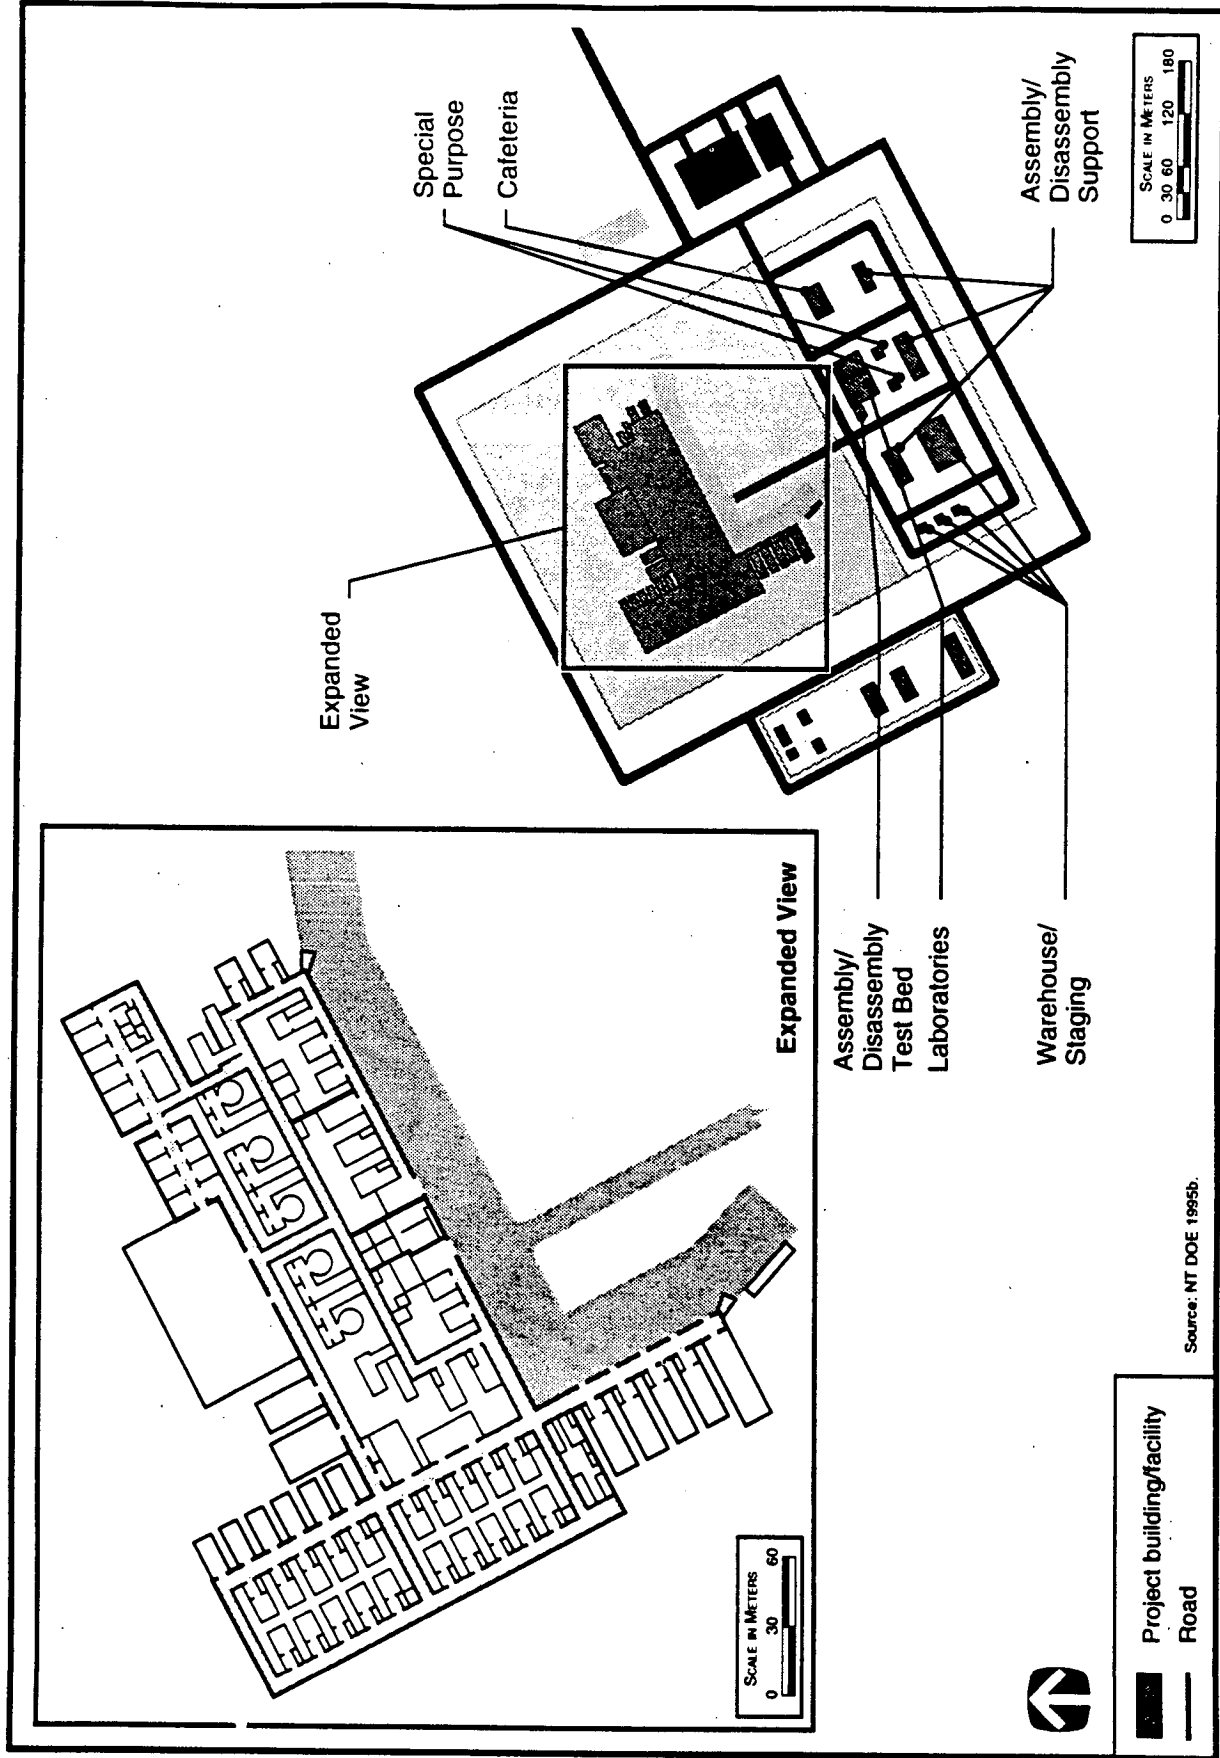 Expanded View
SCALE IN METERS
0 30 60
Expanded
View
Special
Purpose
Cafeteria
Assembly/
Disassembly
Test Bed
Laboratories
Warehouse/
Staging
Assembly/
Disassembly
Support
SCALE IN METERS
0 30 60 120 180
Project building/facility
Road
Source: NT DOE 1995b.